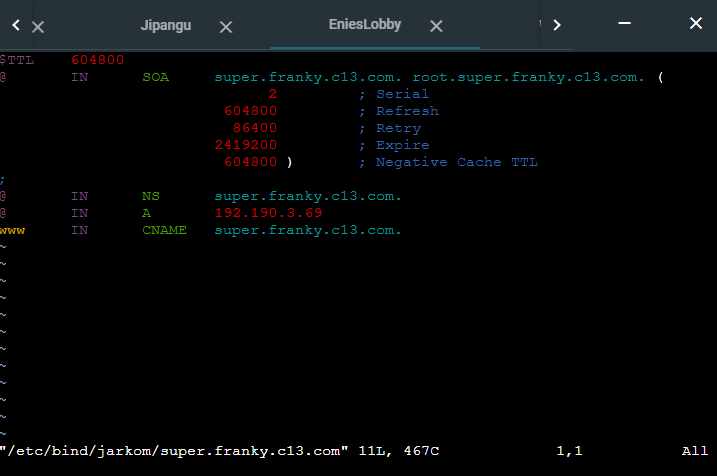 Jipangu EniesLobby
$TTL 604800
@ IN SOA super.franky.c13.com. root.super.franky.c13.com. (
2 ; Serial
604800 ; Refresh
86400 ; Retry
2419200 ; Expire
604800 ) ; Negative Cache TTL
;
@ IN NS super.franky.c13.com.
@ IN A 192.190.3.69
www IN CNAME super.franky.c13.com.
~
~
~
~
~
~
~
~
~
~
~
~
"/etc/bind/jarkom/super.franky.c13.com" 11L, 467C 1,1 All